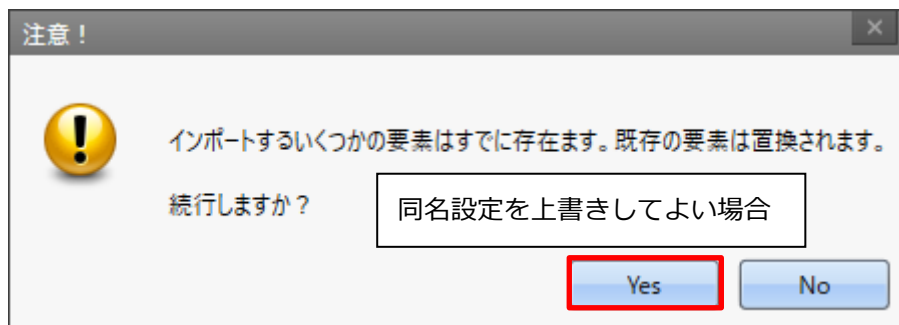 注意！
インポートするいくつかの要素はすでに存在ます。既存の要素は置換されます。
続行しますか？
同名設定を上書きしてよい場合
Yes
No